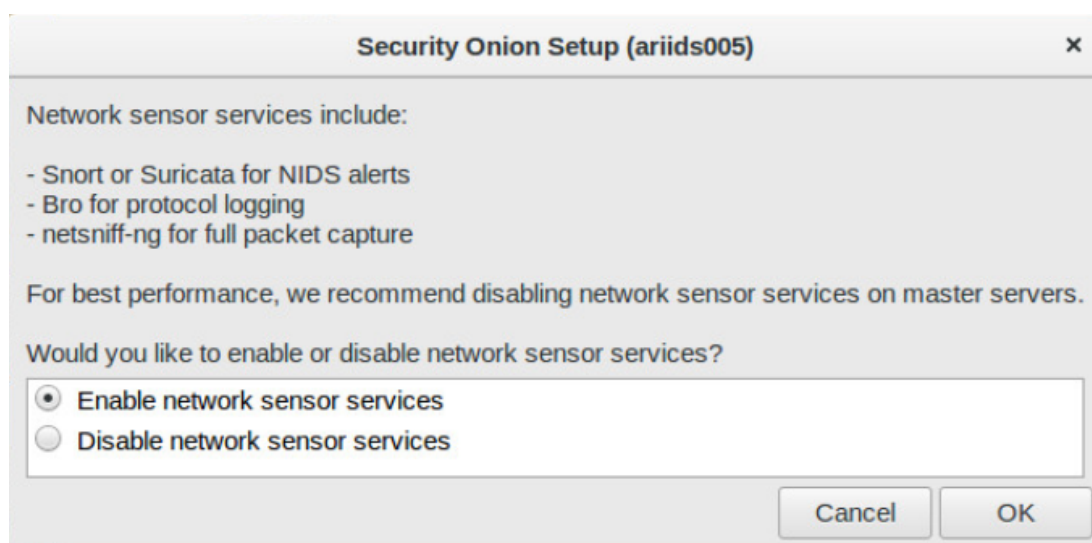 Security Onion Setup (ariids005)
×
Network sensor services include:
- Snort or Suricata for NIDS alerts
- Bro for protocol logging
- netsniff-ng for full packet capture
For best performance, we recommend disabling network sensor services on master servers.
Would you like to enable or disable network sensor services?
Enable network sensor services
Disable network sensor services
Cancel
OK